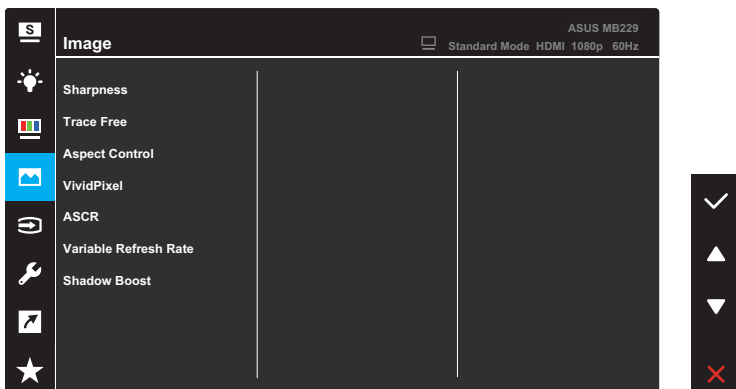 S
ASUS MB229
Image
Standard Mode HDMI 1080p 60Hz
Sharpness
Trace Free
Aspect Control
VividPixel
ASCR
Variable Refresh Rate
Shadow Boost